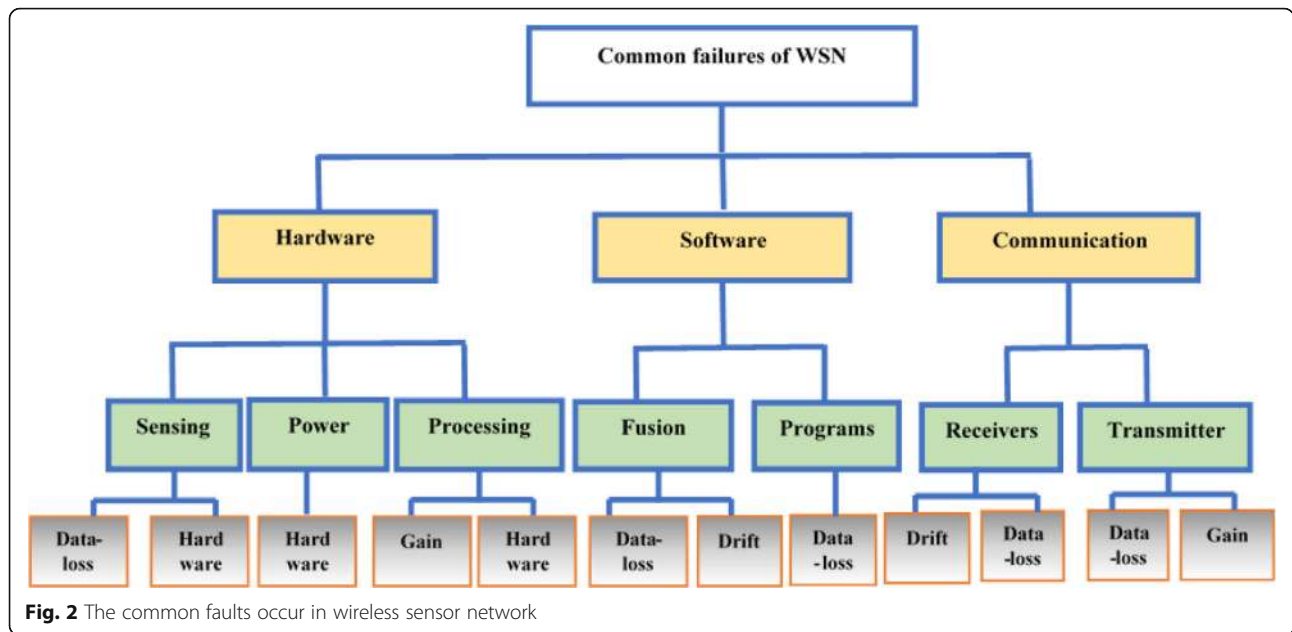 Common failures of WSN
Hardware
Software
Communication
Sensing
Power
Processing
Fusion
Programs
Receivers
Transmitter
Data-
loss
Hard
ware
Hard
ware
Gain
Hard
ware
Data-
loss
Drift
Data
-loss
Drift
Data
-loss
Data
-loss
Gain
Fig. 2 The common faults occur in wireless sensor network